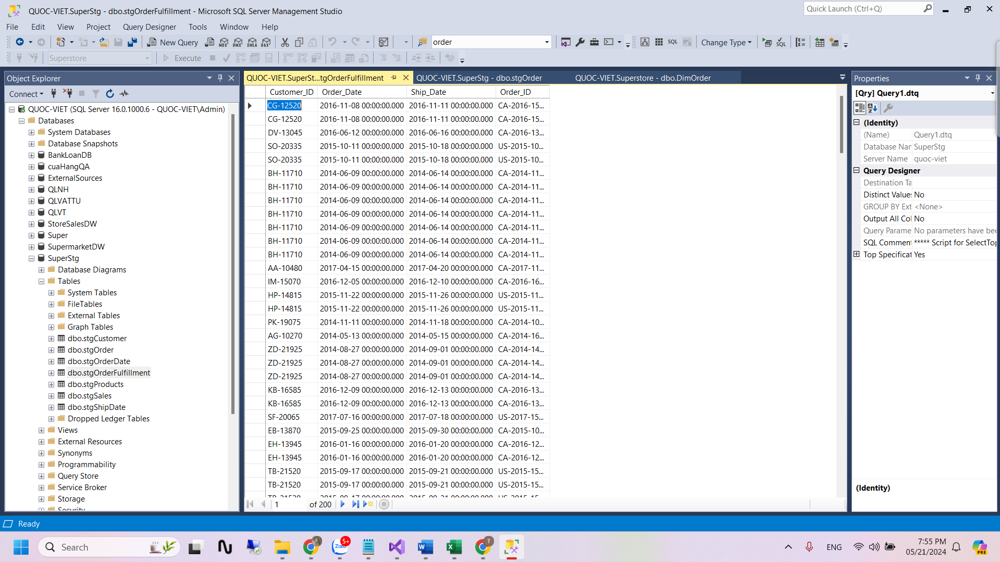 QUOC-VIET.SuperStg - dbo.stgOrderFulfillment - Microsoft SQL Server Management Studio
Quick Launch (Ctrl+Q)
File Edit View Project Query Designer Tools Window Help
New Query MDX DMX XMLA DAX order SQL Change Type SQL
Superstore Execute
Object Explorer
Connect
QUOC-VIET (SQL Server 16.0.1000.6 - QUOC-VIET\Admin)
Databases
System Databases
Database Snapshots
BankLoanDB
cuaHangQA
ExternalSources
QLNH
QLVATTU
QLVT
StoreSalesDW
Super
SupermarketDW
SuperStg
Database Diagrams
Tables
System Tables
FileTables
External Tables
Graph Tables
dbo.stgCustomer
dbo.stgOrder
dbo.stgOrderDate
dbo.stgOrderFulfillment
dbo.stgProducts
dbo.stgSales
dbo.stgShipDate
Dropped Ledger Tables
Views
External Resources
Synonyms
Programmability
Query Store
Service Broker
Storage
Security
QUOC-VIET.SuperSt...tgOrderFulfillment QUOC-VIET.SuperStg - dbo.stgOrder QUOC-VIET.Superstore - dbo.DimOrder
Customer_ID Order_Date Ship_Date Order_ID
CG-12520 2016-11-08 00:00:00.000 2016-11-11 00:00:00.000 CA-2016-15...
CG-12520 2016-11-08 00:00:00.000 2016-11-11 00:00:00.000 CA-2016-15...
DV-13045 2016-06-12 00:00:00.000 2016-06-16 00:00:00.000 CA-2016-13...
SO-20335 2015-10-11 00:00:00.000 2015-10-18 00:00:00.000 US-2015-10...
SO-20335 2015-10-11 00:00:00.000 2015-10-18 00:00:00.000 US-2015-10...
BH-11710 2014-06-09 00:00:00.000 2014-06-14 00:00:00.000 CA-2014-11...
BH-11710 2014-06-09 00:00:00.000 2014-06-14 00:00:00.000 CA-2014-11...
BH-11710 2014-06-09 00:00:00.000 2014-06-14 00:00:00.000 CA-2014-11...
BH-11710 2014-06-09 00:00:00.000 2014-06-14 00:00:00.000 CA-2014-11...
BH-11710 2014-06-09 00:00:00.000 2014-06-14 00:00:00.000 CA-2014-11...
BH-11710 2014-06-09 00:00:00.000 2014-06-14 00:00:00.000 CA-2014-11...
BH-11710 2014-06-09 00:00:00.000 2014-06-14 00:00:00.000 CA-2014-11...
AA-10480 2017-04-15 00:00:00.000 2017-04-20 00:00:00.000 CA-2017-11...
IM-15070 2016-12-05 00:00:00.000 2016-12-10 00:00:00.000 CA-2016-16...
HP-14815 2015-11-22 00:00:00.000 2015-11-26 00:00:00.000 US-2015-11...
HP-14815 2015-11-22 00:00:00.000 2015-11-26 00:00:00.000 US-2015-11...
PK-19075 2014-11-11 00:00:00.000 2014-11-18 00:00:00.000 CA-2014-10...
AG-10270 2014-05-13 00:00:00.000 2014-05-15 00:00:00.000 CA-2014-16...
ZD-21925 2014-08-27 00:00:00.000 2014-09-01 00:00:00.000 CA-2014-14...
ZD-21925 2014-08-27 00:00:00.000 2014-09-01 00:00:00.000 CA-2014-14...
ZD-21925 2014-08-27 00:00:00.000 2014-09-01 00:00:00.000 CA-2014-14...
KB-16585 2016-12-09 00:00:00.000 2016-12-13 00:00:00.000 CA-2016-13...
KB-16585 2016-12-09 00:00:00.000 2016-12-13 00:00:00.000 CA-2016-13...
SF-20065 2017-07-16 00:00:00.000 2017-07-18 00:00:00.000 US-2017-15...
EB-13870 2015-09-25 00:00:00.000 2015-09-30 00:00:00.000 CA-2015-10...
EH-13945 2016-01-16 00:00:00.000 2016-01-20 00:00:00.000 CA-2016-12...
EH-13945 2016-01-16 00:00:00.000 2016-01-20 00:00:00.000 CA-2016-12...
TB-21520 2015-09-17 00:00:00.000 2015-09-21 00:00:00.000 US-2015-15...
TB-21520 2015-09-17 00:00:00.000 2015-09-21 00:00:00.000 US-2015-15...
TB-21520 2015-09-17 00:00:00.000 2015-09-21 00:00:00.000 US-2015-15...
1 of 200
Properties
[Qry] Query1.dtq
(Identity)
(Name) Query1.dtq
Database Nar SuperStg
Server Name quoc-viet
Query Designer
Destination Ta
Distinct Values No
GROUP BY Ext <None>
Output All Col No
Query Parame No parameters have bee
SQL Comment ***** Script for SelectTop
Top Specificat Yes
(Identity)
Ready
Search
5+
Zalo
ENG
7:55 PM
05/21/2024
PRE